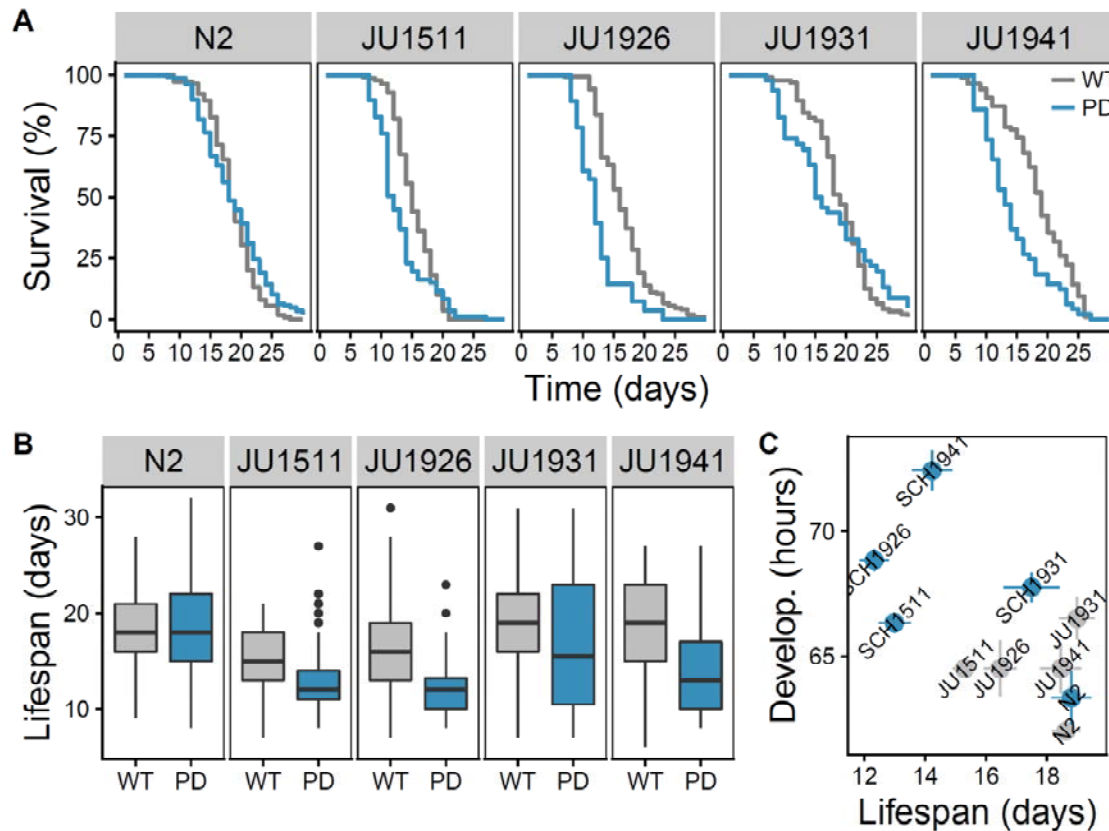 A
N2 JU1511 JU1926 JU1931 JU1941
Survival (%)
100
75
50
25
0
WT
PD
0 5 10 15 20 25 0 5 10 15 20 25 0 5 10 15 20 25 0 5 10 15 20 25 0 5 10 15 20 25
Time (days)
B
N2 JU1511 JU1926 JU1931 JU1941
Lifespan (days)
30
20
10
WT PD WT PD WT PD WT PD WT PD
C
Develop. (hours)
70
65
SCH1941
SCH1926
SCH1931
SCH1511
JU1931
JU1511
JU1926
JU1941
N2
N2
12 14 16 18
Lifespan (days)